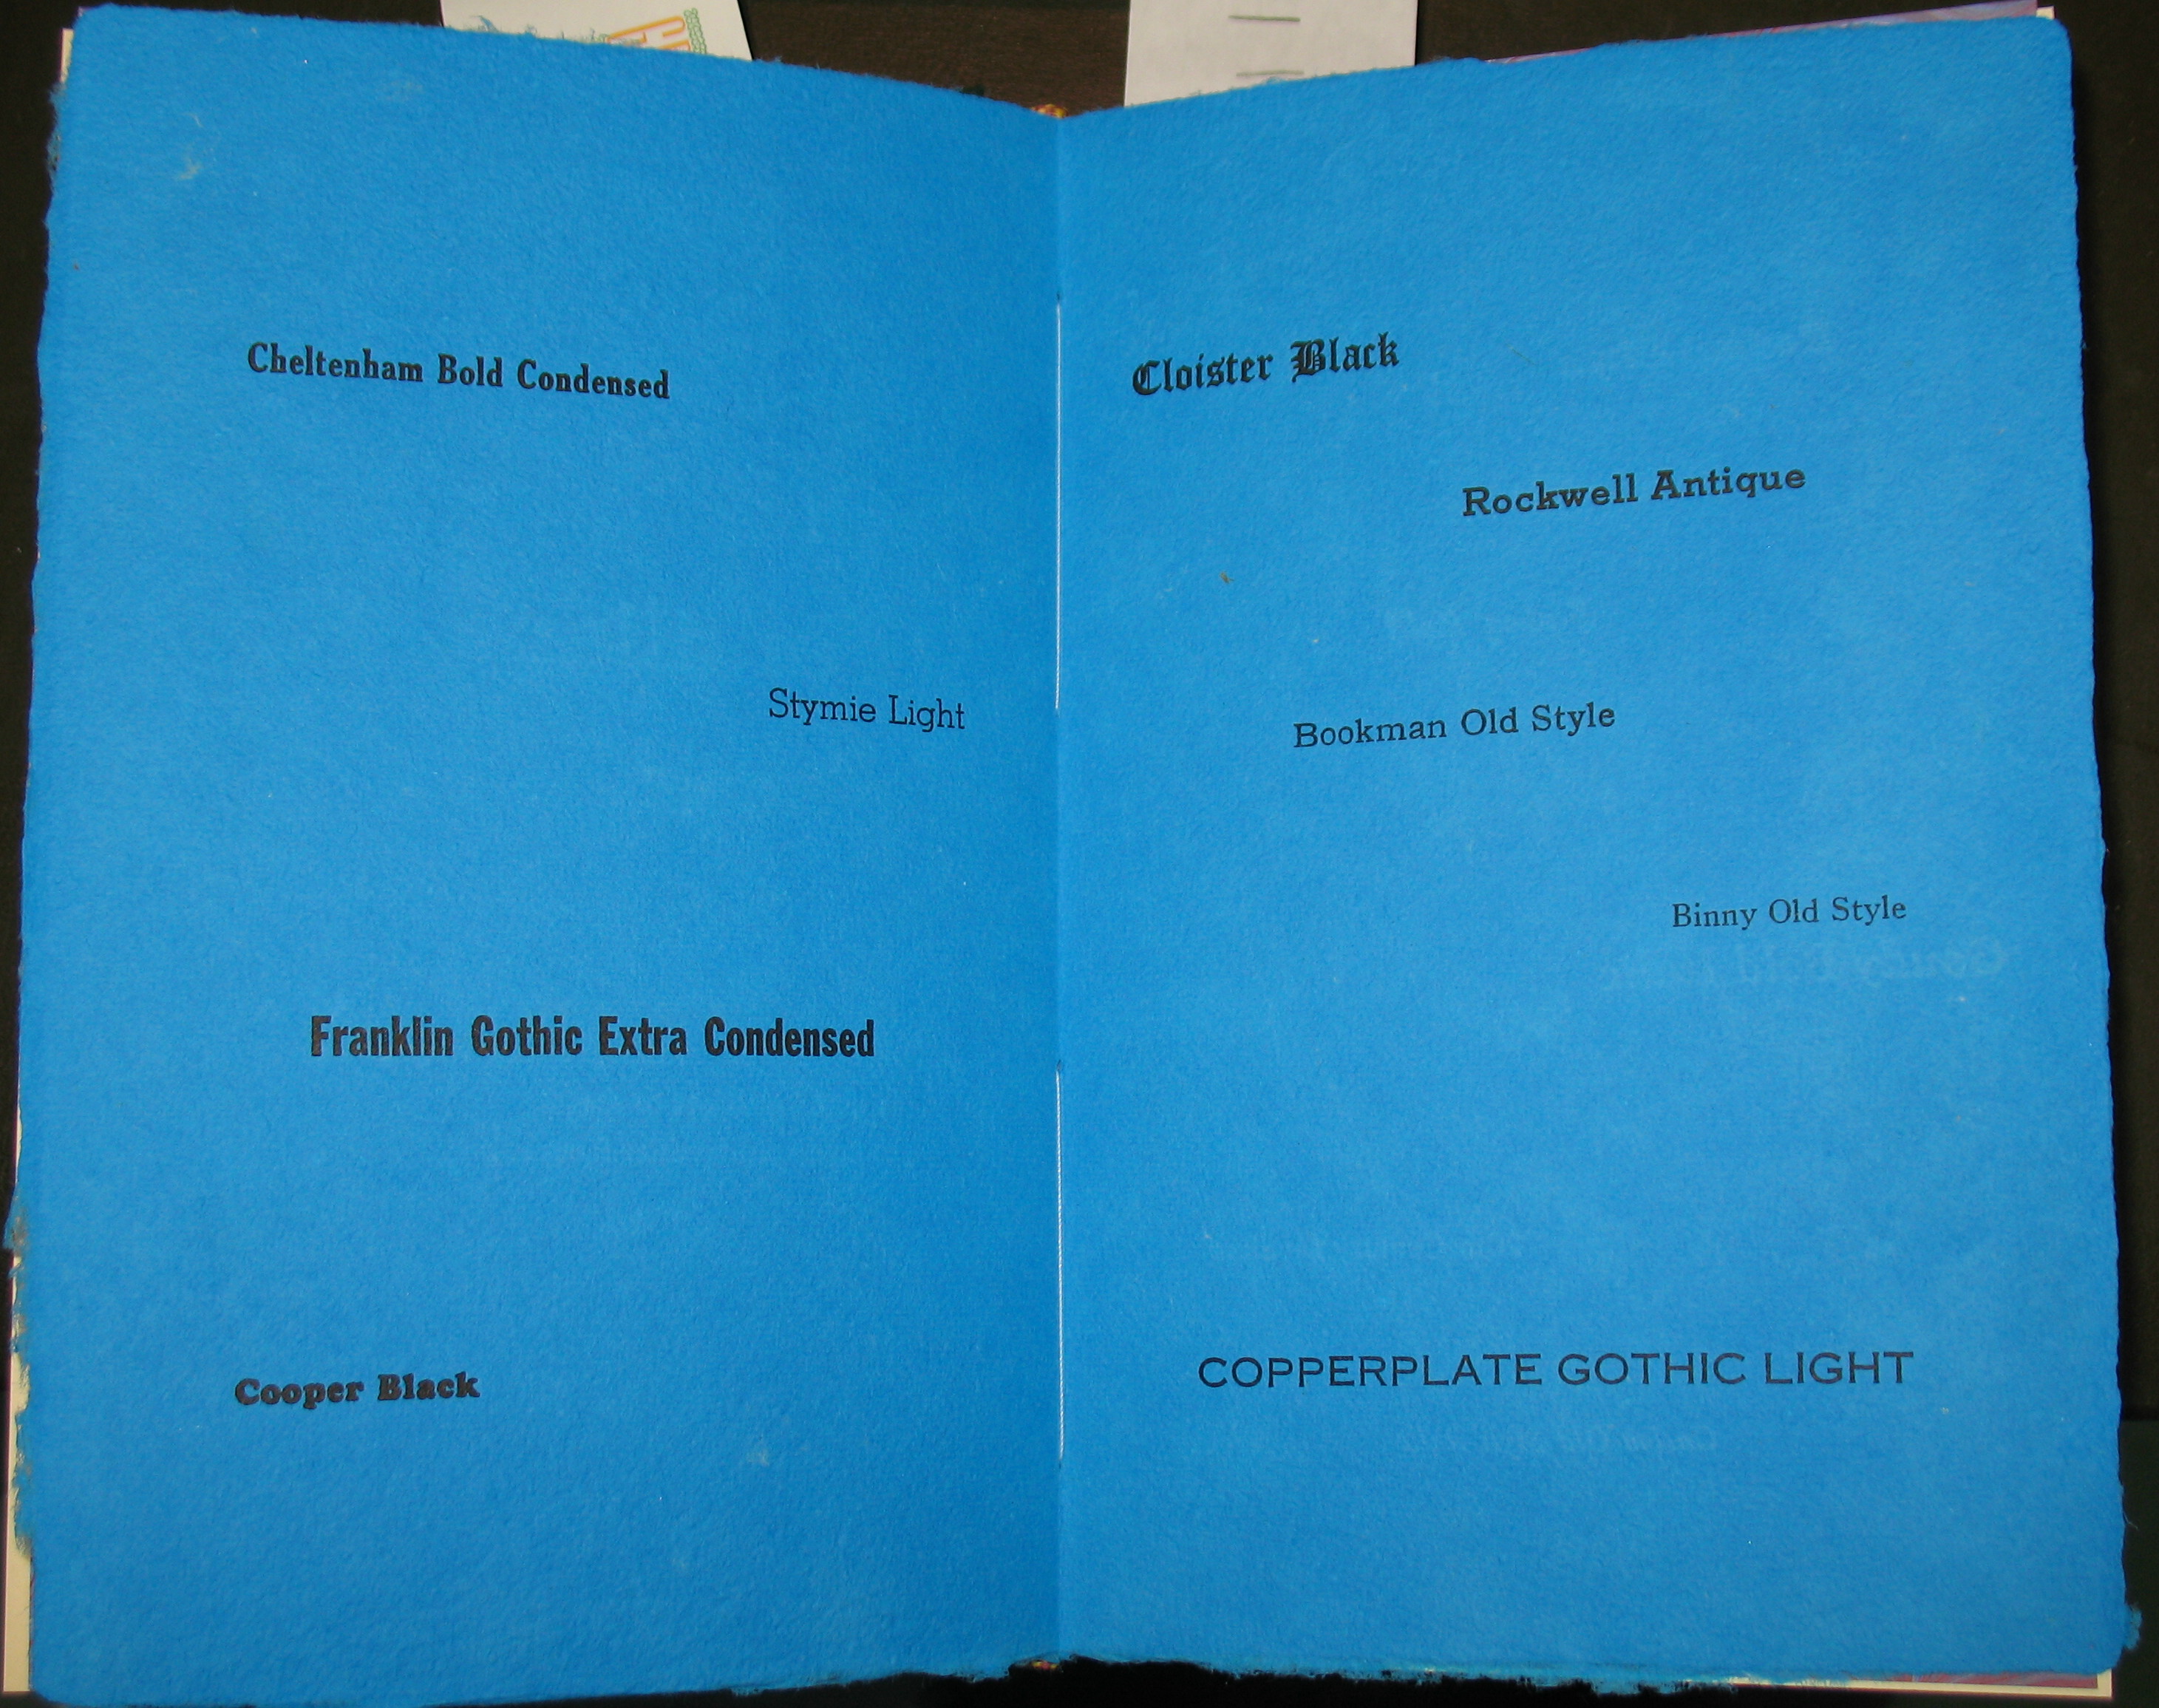 Cheltenham Bold Condensed
Stymie Light
Franklin Gothic Extra Condensed
Cooper Black
Cloister Black
Rockwell Antique
Bookman Old Style
Binny Old Style
COPPERPLATE GOTHIC LIGHT